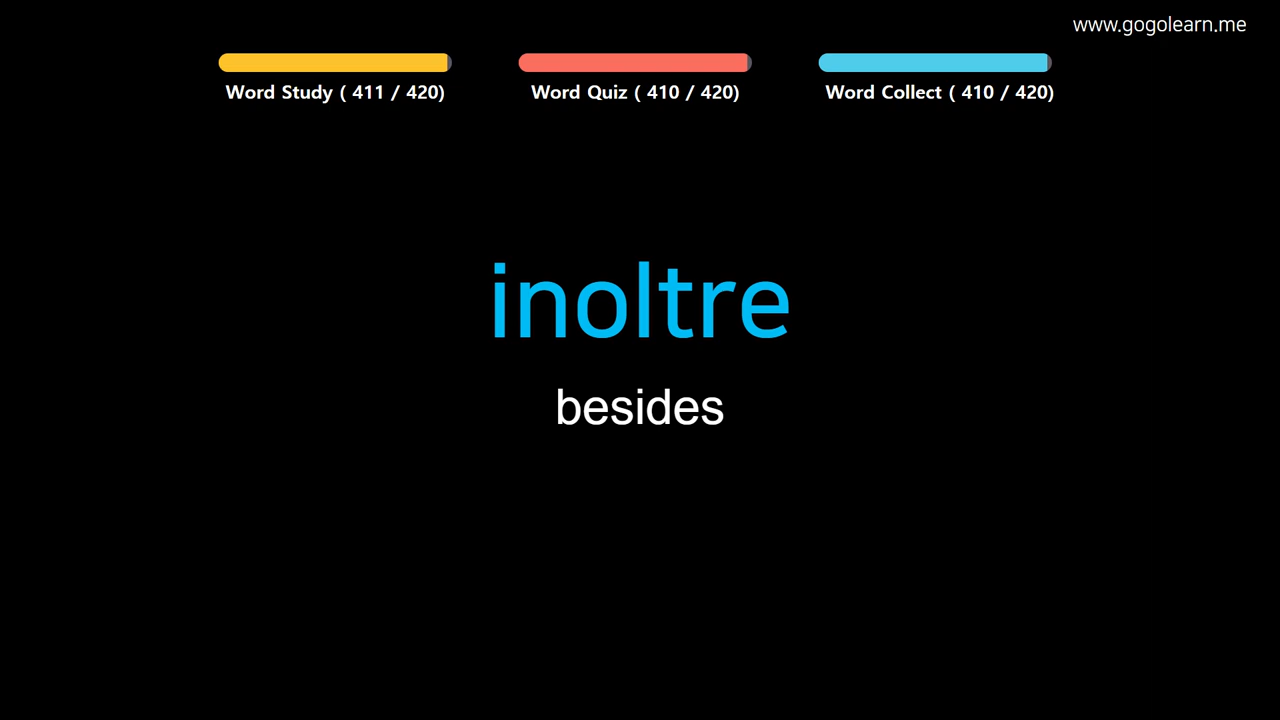 www.gogolearn.me
Word Study ( 411 / 420)
Word Quiz ( 410 / 420)
Word Collect ( 410 / 420)
inoltre
besides